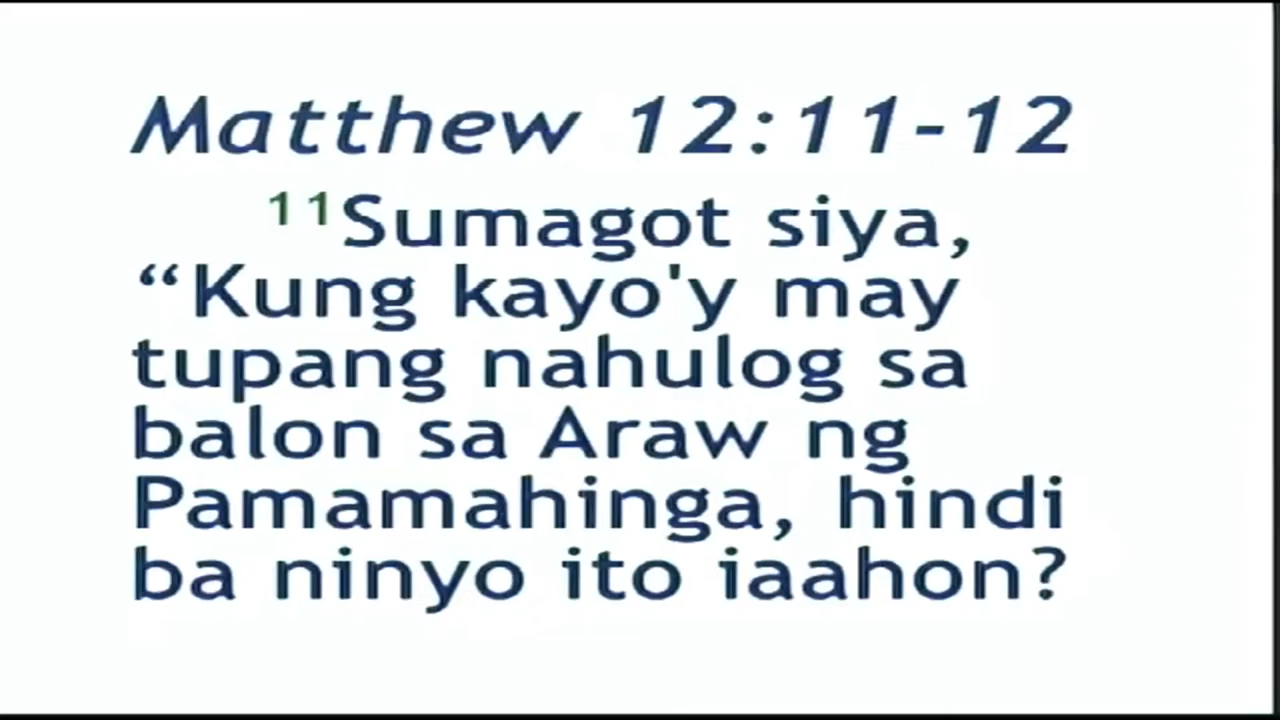 Matthew 12:11-12
11Sumagot siya,
“Kung kayo'y may
tupang nahulog sa
balon sa Araw ng
Pamamahinga, hindi
ba ninyo ito iaahon?